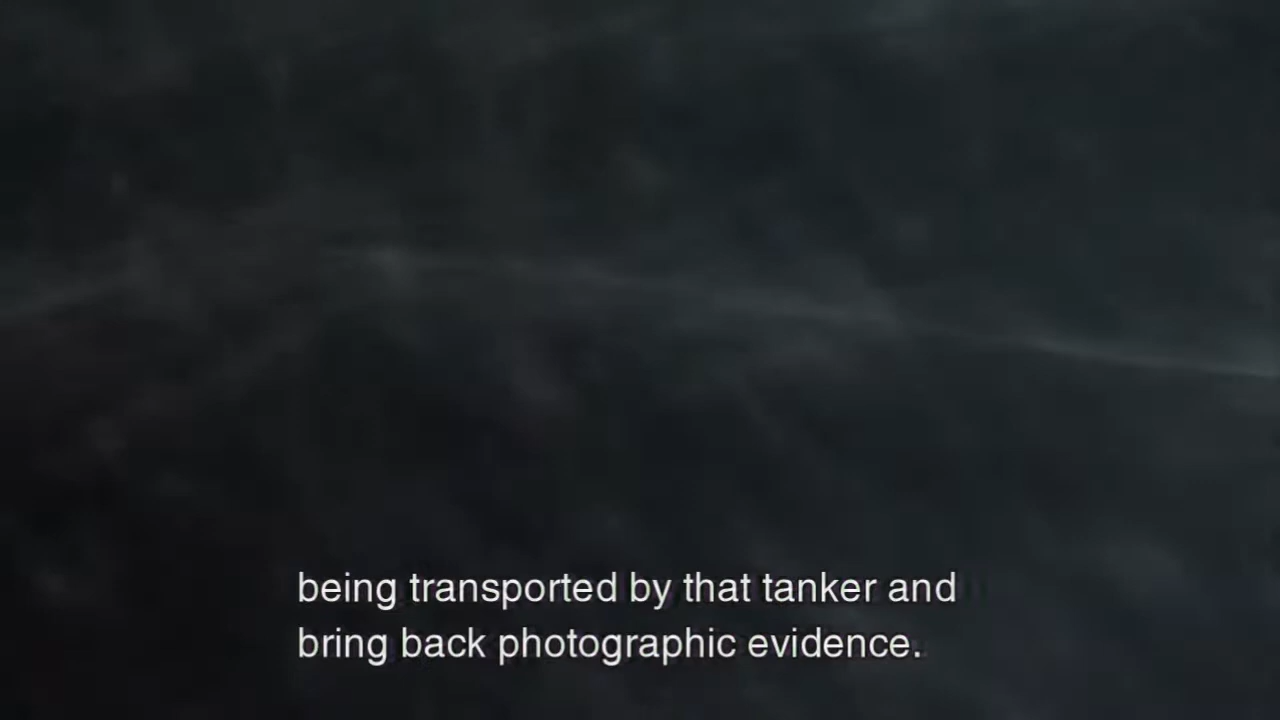 being transported by that tanker and
bring back photographic evidence.